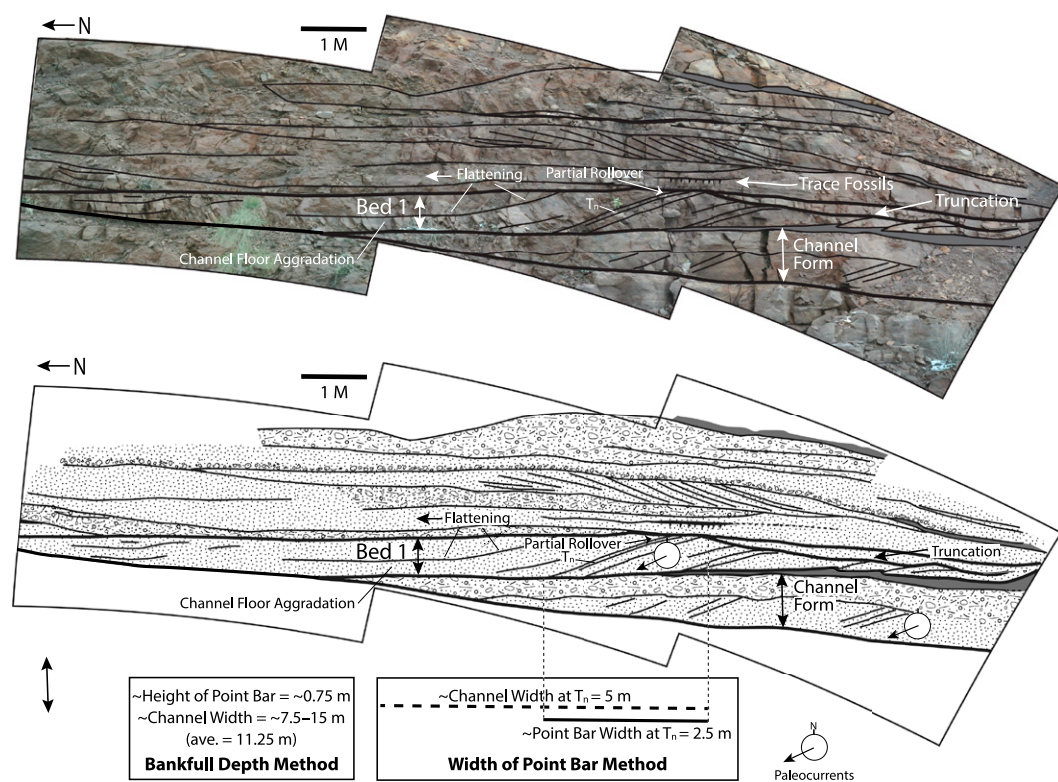 N
1 M
Flattening
Partial Rollover
Trace Fossils
Tn
Truncation
Bed 1
Channel Floor Aggradation
Channel
Form
N
1 M
Flattening
Bed 1
Partial Rollover
Tn
Truncation
Channel Floor Aggradation
Channel
Form
~Height of Point Bar = ~0.75 m
~Channel Width = ~7.5–15 m
(ave. = 11.25 m)
Bankfull Depth Method
~Channel Width at Tn = 5 m
~Point Bar Width at Tn = 2.5 m
Width of Point Bar Method
N
Paleocurrents